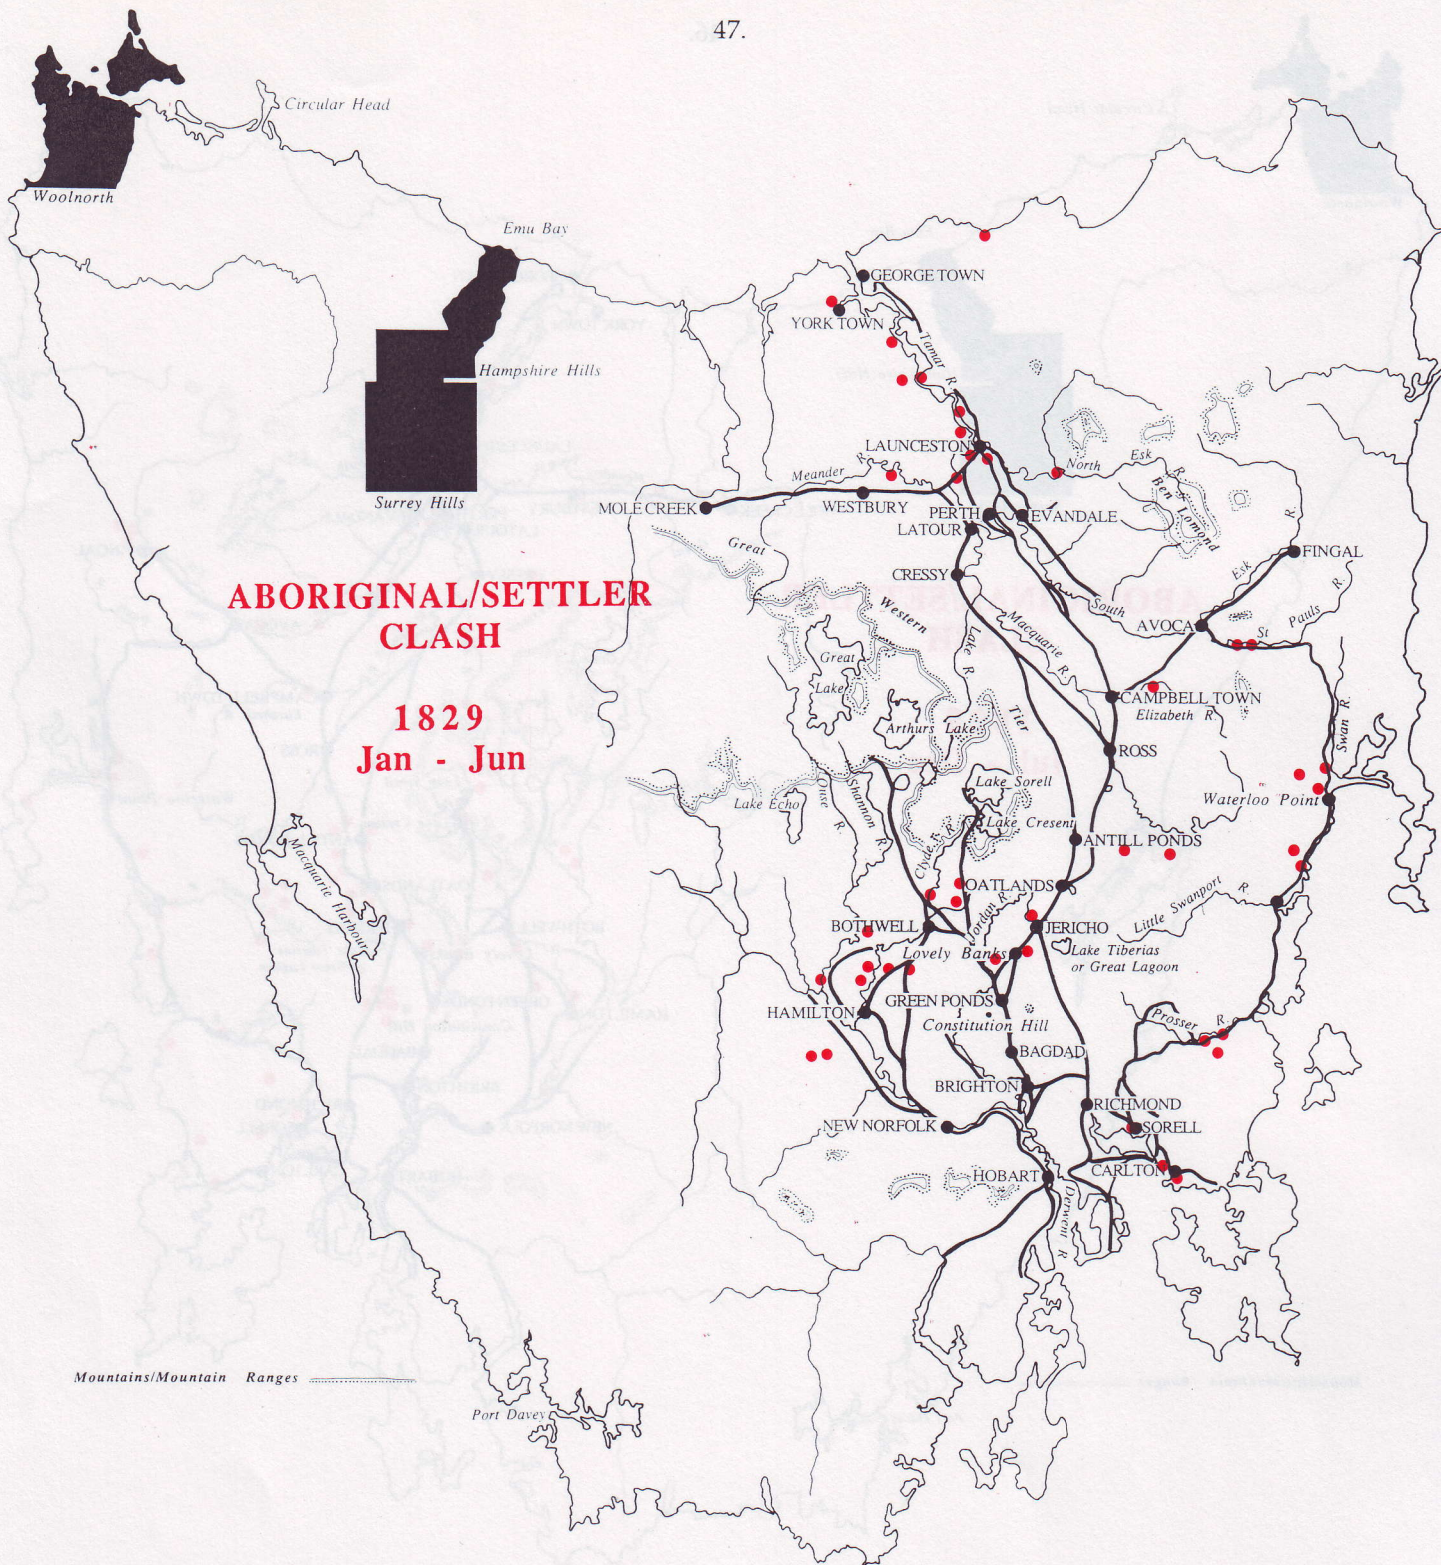 47.
Circular Head
Woolnorth
Emu Bay
GEORGE TOWN
YORK TOWN
Tamar R.
Hampshire Hills
LAUNCESTON
Surrey Hills
Meander R.
North Esk R.
Ben Lomond
MOLE CREEK
WESTBURY
PERTH
EVANDALE
LATOUR
Great Western Tier
FINGAL
CRESSY
South Esk R.
ABORIGINAL/SETTLER
CLASH
1829
Jan - Jun
Macquarie R.
Lake R.
AVOCA
St Pauls R.
Great
Lake
CAMPBELL TOWN
Elizabeth R.
Arthurs Lake
ROSS
Swan R.
Lake Sorell
Lake Echo
Ouse R.
Shannon R.
Waterloo Point
Lake Cresent
Clyde R.
ANTILL PONDS
Macquarie Harbour
OATLANDS
Jordan R.
Little Swanport R.
BOTHWELL
JERICHO
Lovely Banks
Lake Tiberias
or Great Lagoon
HAMILTON
GREEN PONDS
Constitution Hill
Prosser R.
BAGDAD
BRIGHTON
RICHMOND
NEW NORFOLK
SORELL
HOBART
CARLTON
Derwent R.
Mountains/Mountain Ranges
Port Davey